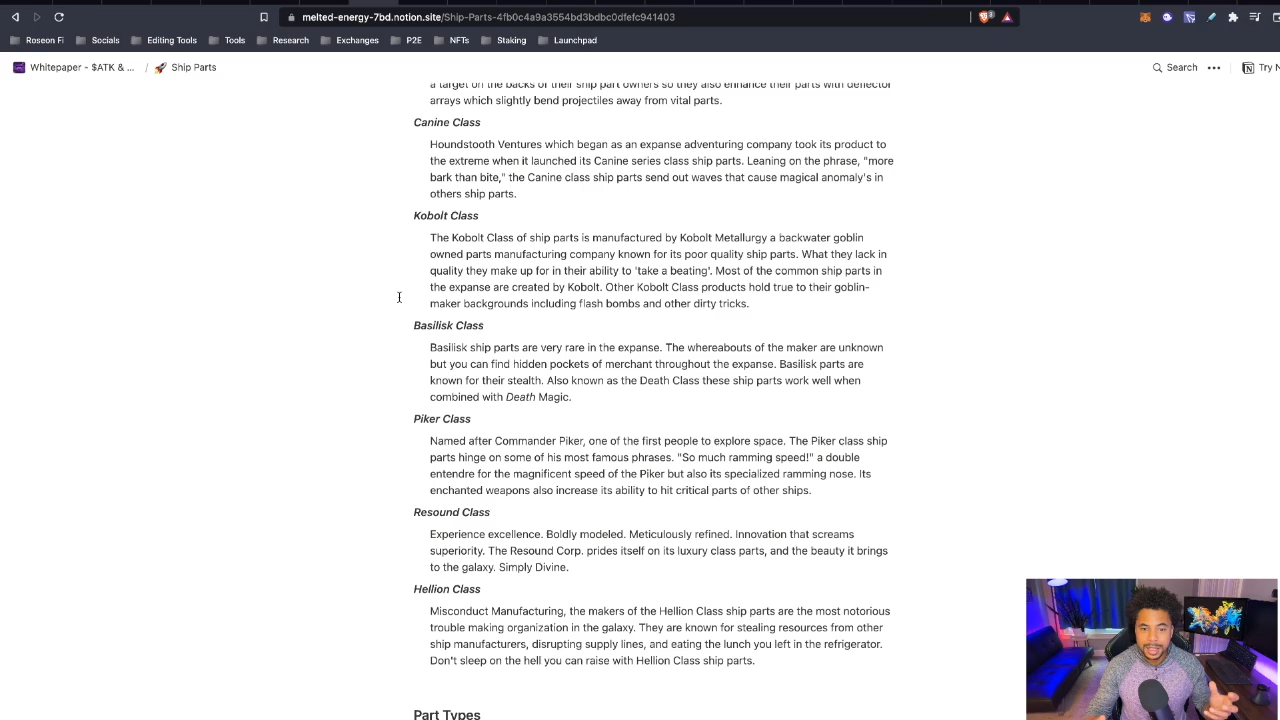 melted-energy-7bd.notion.site/Ship-Parts-4fb0c4a9a3554bd3bdbc0dfefc941403
Roseon Fi Socials Editing Tools Tools Research Exchanges P2E NFTs Staking Launchpad
Whitepaper - $ATK & ... / Ship Parts Search ... Try
a target on the backs of their ship part owners so they also enhance their parts with deflector
arrays which slightly bend projectiles away from vital parts.
Canine Class
Houndstooth Ventures which began as an expanse adventuring company took its product to
the extreme when it launched its Canine series class ship parts. Leaning on the phrase, "more
bark than bite," the Canine class ship parts send out waves that cause magical anomaly's in
others ship parts.
Kobolt Class
The Kobolt Class of ship parts is manufactured by Kobolt Metallurgy a backwater goblin
owned parts manufacturing company known for its poor quality ship parts. What they lack in
quality they make up for in their ability to 'take a beating'. Most of the common ship parts in
the expanse are created by Kobolt. Other Kobolt Class products hold true to their goblin-
maker backgrounds including flash bombs and other dirty tricks.
Basilisk Class
Basilisk ship parts are very rare in the expanse. The whereabouts of the maker are unknown
but you can find hidden pockets of merchant throughout the expanse. Basilisk parts are
known for their stealth. Also known as the Death Class these ship parts work well when
combined with Death Magic.
Piker Class
Named after Commander Piker, one of the first people to explore space. The Piker class ship
parts hinge on some of his most famous phrases. "So much ramming speed!" a double
entendre for the magnificent speed of the Piker but also its specialized ramming nose. Its
enchanted weapons also increase its ability to hit critical parts of other ships.
Resound Class
Experience excellence. Boldly modeled. Meticulously refined. Innovation that screams
superiority. The Resound Corp. prides itself on its luxury class parts, and the beauty it brings
to the galaxy. Simply Divine.
Hellion Class
Misconduct Manufacturing, the makers of the Hellion Class ship parts are the most notorious
trouble making organization in the galaxy. They are known for stealing resources from other
ship manufacturers, disrupting supply lines, and eating the lunch you left in the refrigerator.
Don't sleep on the hell you can raise with Hellion Class ship parts.
Part Types